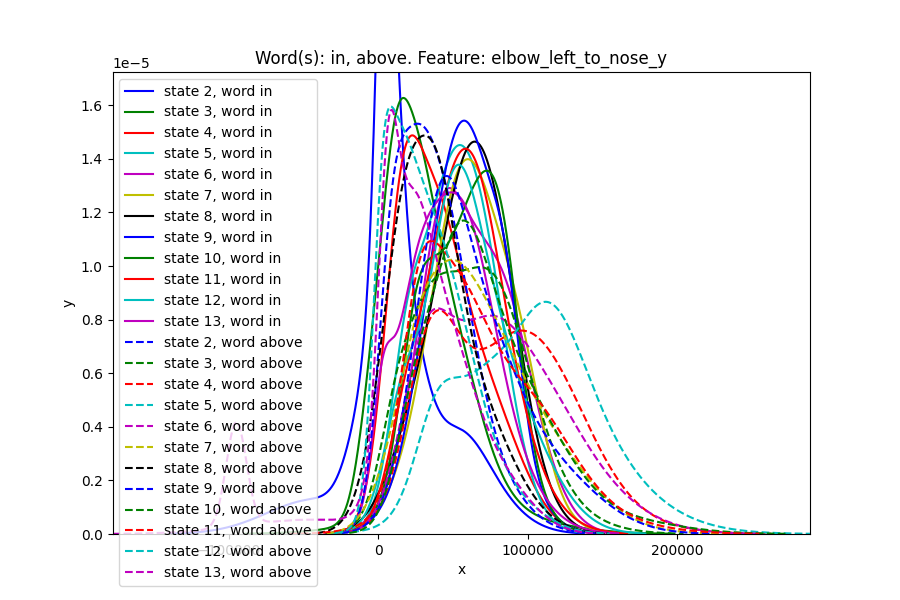 Word(s): in, above. Feature: elbow_left_to_nose_y
1e−5
1.6
1.4
1.2
1.0
0.8
0.6
0.4
0.2
0.0
y
state 2, word in
state 3, word in
state 4, word in
state 5, word in
state 6, word in
state 7, word in
state 8, word in
state 9, word in
state 10, word in
state 11, word in
state 12, word in
state 13, word in
state 2, word above
state 3, word above
state 4, word above
state 5, word above
state 6, word above
state 7, word above
state 8, word above
state 9, word above
state 10, word above
state 11, word above
state 12, word above
state 13, word above
−100000 0 100000 200000
x